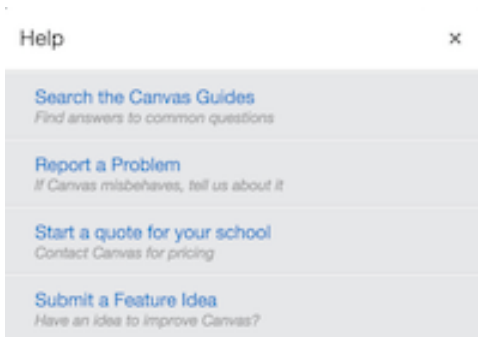 Help
×
Search the Canvas Guides
Find answers to common questions
Report a Problem
If Canvas misbehaves, tell us about it
Start a quote for your school
Contact Canvas for pricing
Submit a Feature Idea
Have an idea to improve Canvas?